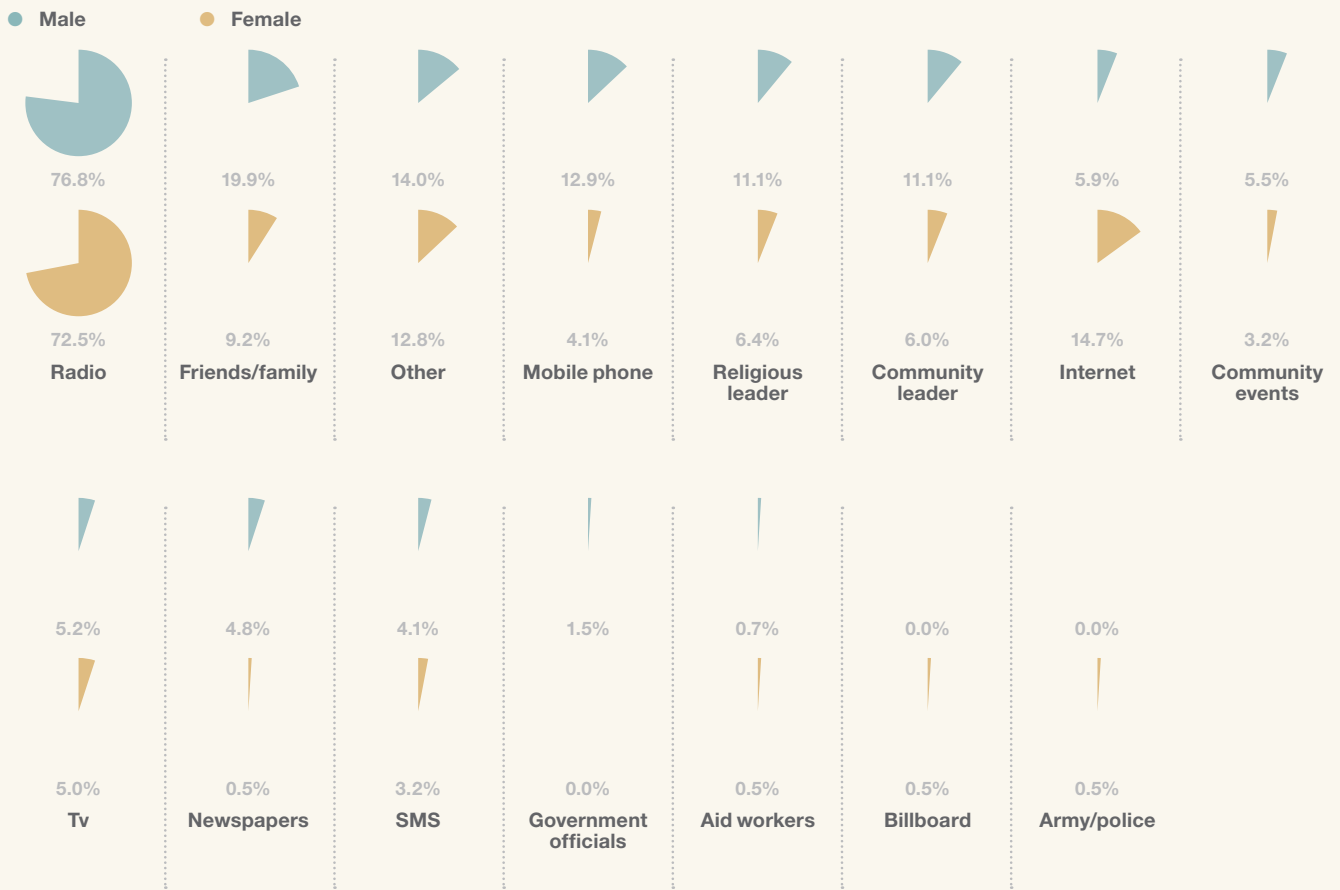 Male Female
76.8% 19.9% 14.0% 12.9% 11.1% 11.1% 5.9% 5.5%
72.5% 9.2% 12.8% 4.1% 6.4% 6.0% 14.7% 3.2%
Radio Friends/family Other Mobile phone Religious Community Internet Community
leader leader events
5.2% 4.8% 4.1% 1.5% 0.7% 0.0% 0.0%
5.0% 0.5% 3.2% 0.0% 0.5% 0.5% 0.5%
Tv Newspapers SMS Government Aid workers Billboard Army/police
officials